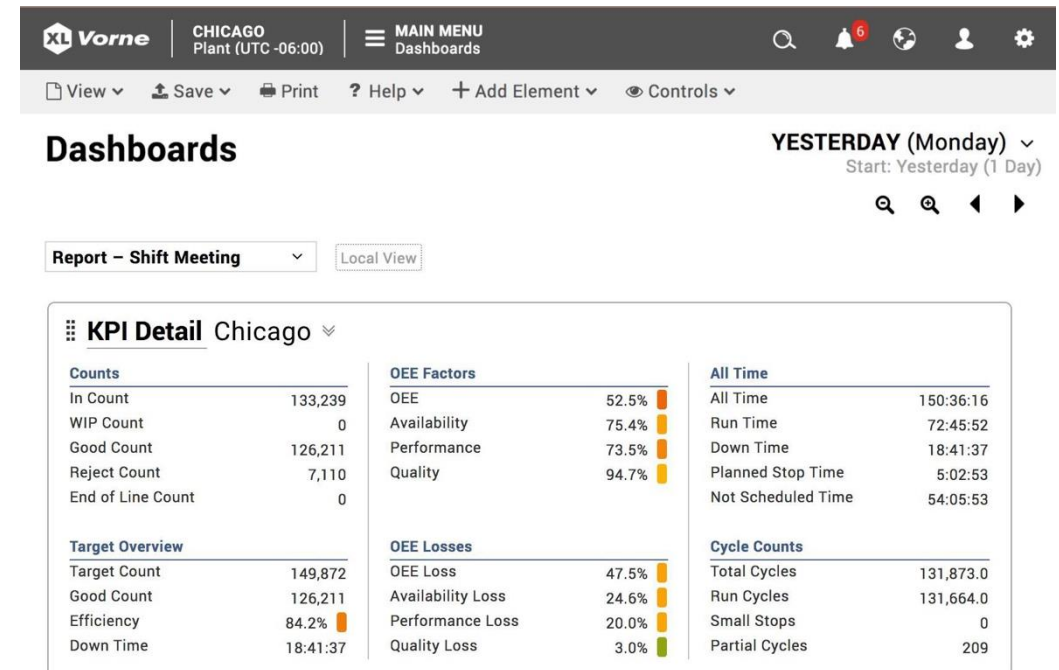 XL Vorne
CHICAGO
Plant (UTC -06:00)
MAIN MENU
Dashboards
6
View
Save
Print
? Help
+ Add Element
Controls
Dashboards
YESTERDAY (Monday)
Start: Yesterday (1 Day)
Report – Shift Meeting
Local View
KPI Detail Chicago
Counts
In Count 133,239
WIP Count 0
Good Count 126,211
Reject Count 7,110
End of Line Count 0
OEE Factors
OEE 52.5%
Availability 75.4%
Performance 73.5%
Quality 94.7%
All Time
All Time 150:36:16
Run Time 72:45:52
Down Time 18:41:37
Planned Stop Time 5:02:53
Not Scheduled Time 54:05:53
Target Overview
Target Count 149,872
Good Count 126,211
Efficiency 84.2%
Down Time 18:41:37
OEE Losses
OEE Loss 47.5%
Availability Loss 24.6%
Performance Loss 20.0%
Quality Loss 3.0%
Cycle Counts
Total Cycles 131,873.0
Run Cycles 131,664.0
Small Stops 0
Partial Cycles 209